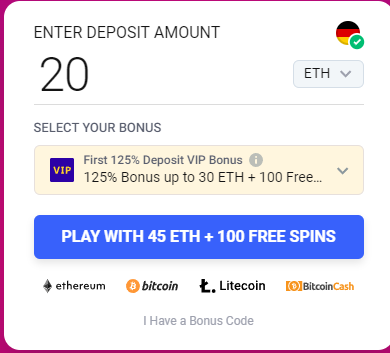 ENTER DEPOSIT AMOUNT
20
ETH
SELECT YOUR BONUS
VIP
First 125% Deposit VIP Bonus i
125% Bonus up to 30 ETH + 100 Free...
PLAY WITH 45 ETH + 100 FREE SPINS
ethereum bitcoin Litecoin BitcoinCash
I Have a Bonus Code